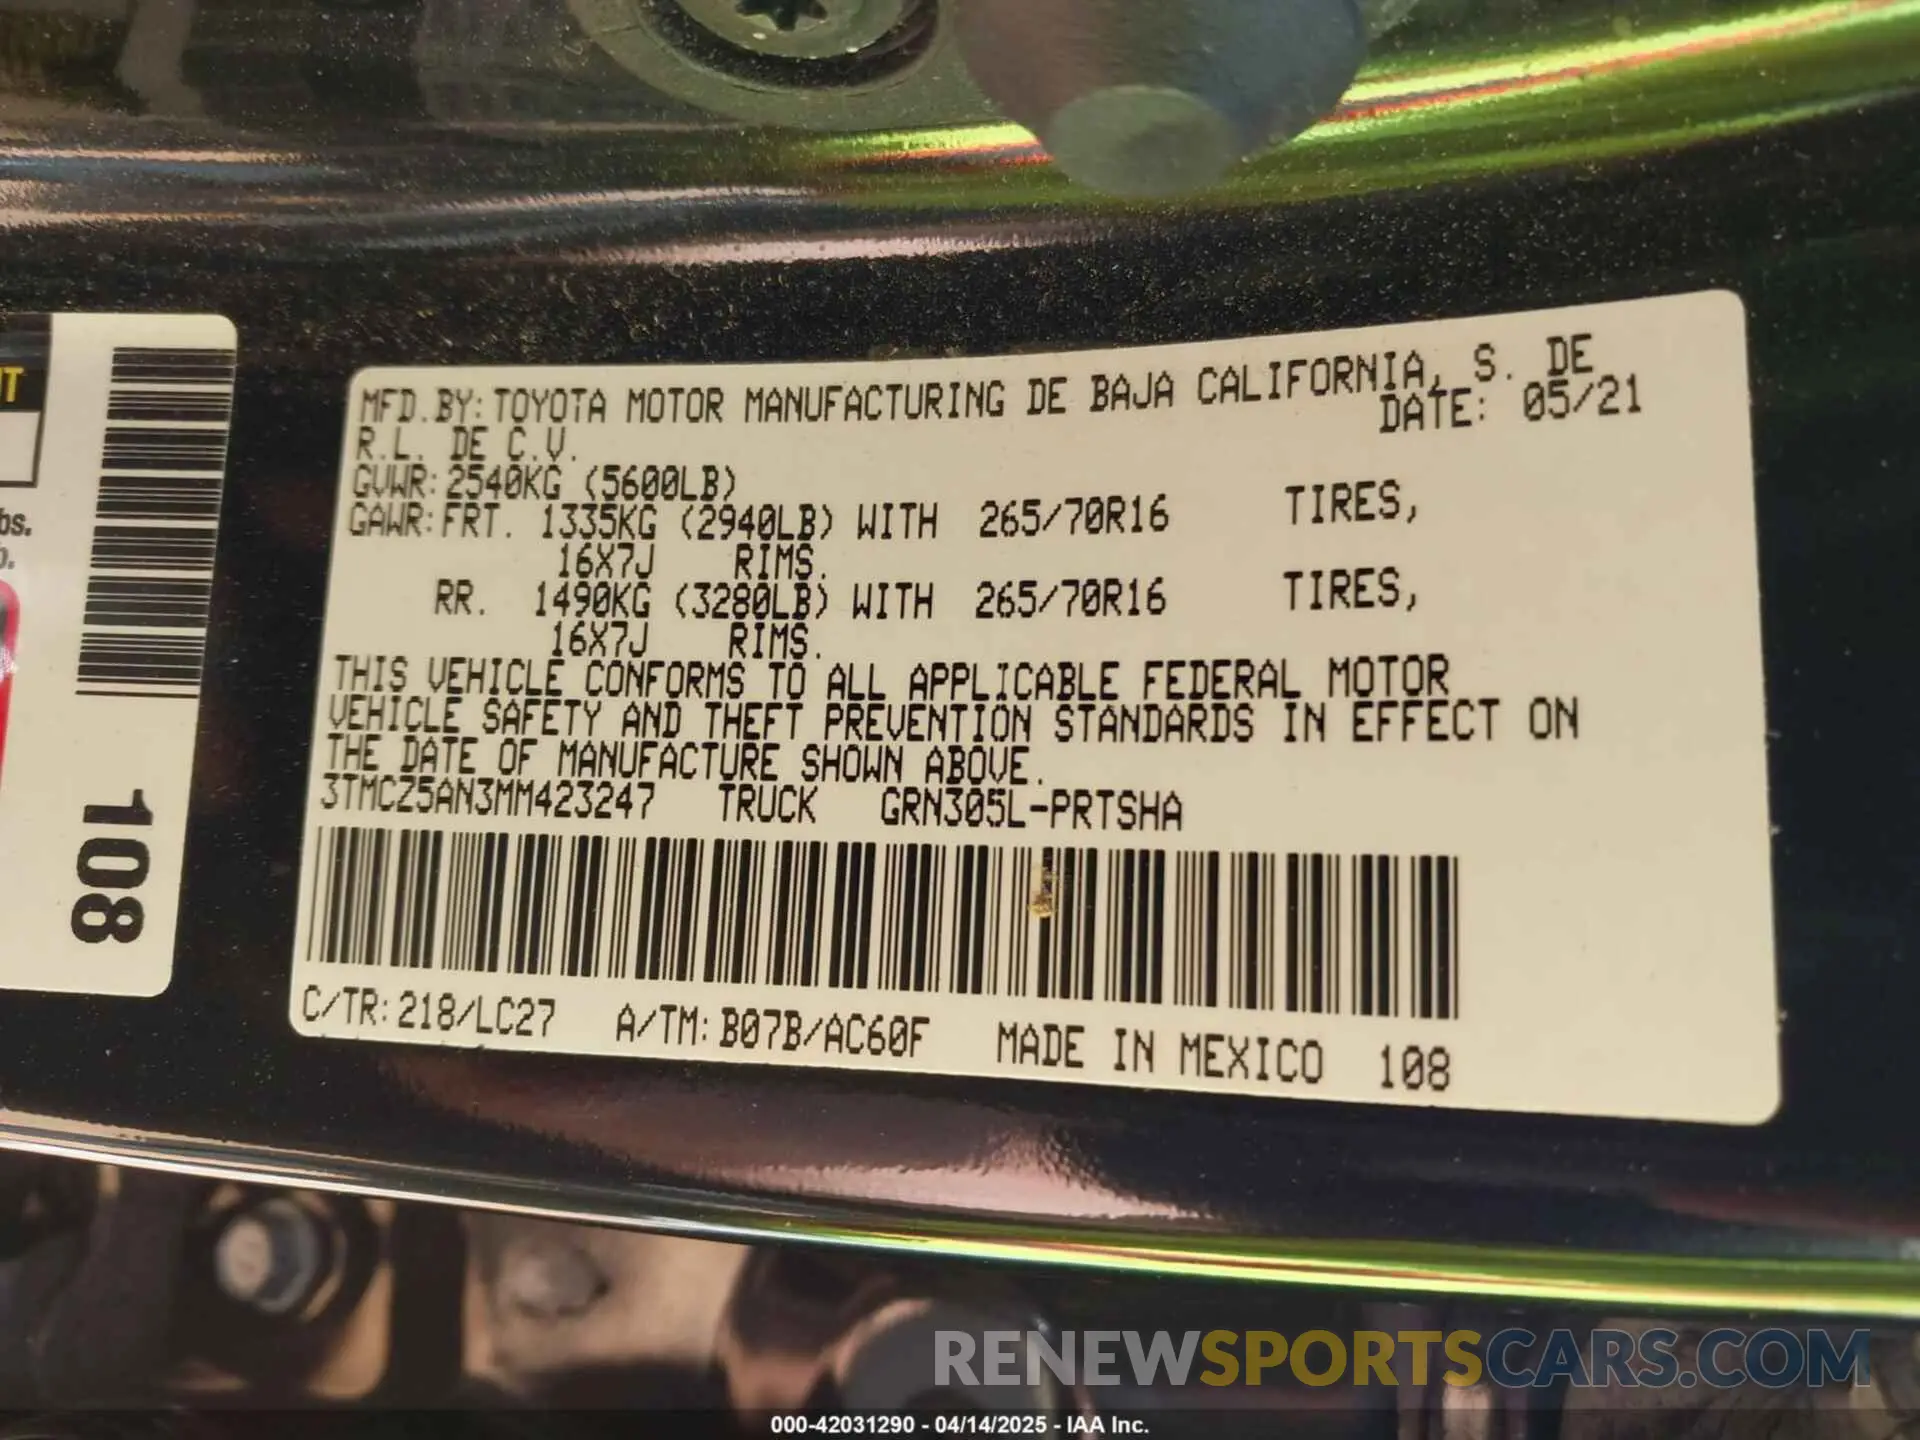 MFD.BY: TOYOTA MOTOR MANUFACTURING DE BAJA CALIFORNIA, S. DE
R.L. DE C.V.
DATE: 05/21
GVWR: 2540KG (5600LB)
GAWR: FRT. 1335KG (2940LB) WITH 265/70R16 TIRES,
16X7J RIMS.
RR. 1490KG (3280LB) WITH 265/70R16 TIRES,
16X7J RIMS.
THIS VEHICLE CONFORMS TO ALL APPLICABLE FEDERAL MOTOR
VEHICLE SAFETY AND THEFT PREVENTION STANDARDS IN EFFECT ON
THE DATE OF MANUFACTURE SHOWN ABOVE.
3TMCZ5AN3MM423247 TRUCK GRN305L-PRTSHA
C/TR: 218/LC27 A/TM: B07B/AC60F MADE IN MEXICO 108
108
RENEWSPORTSCARS.COM
000-42031290 - 04/14/2025 - IAA Inc.